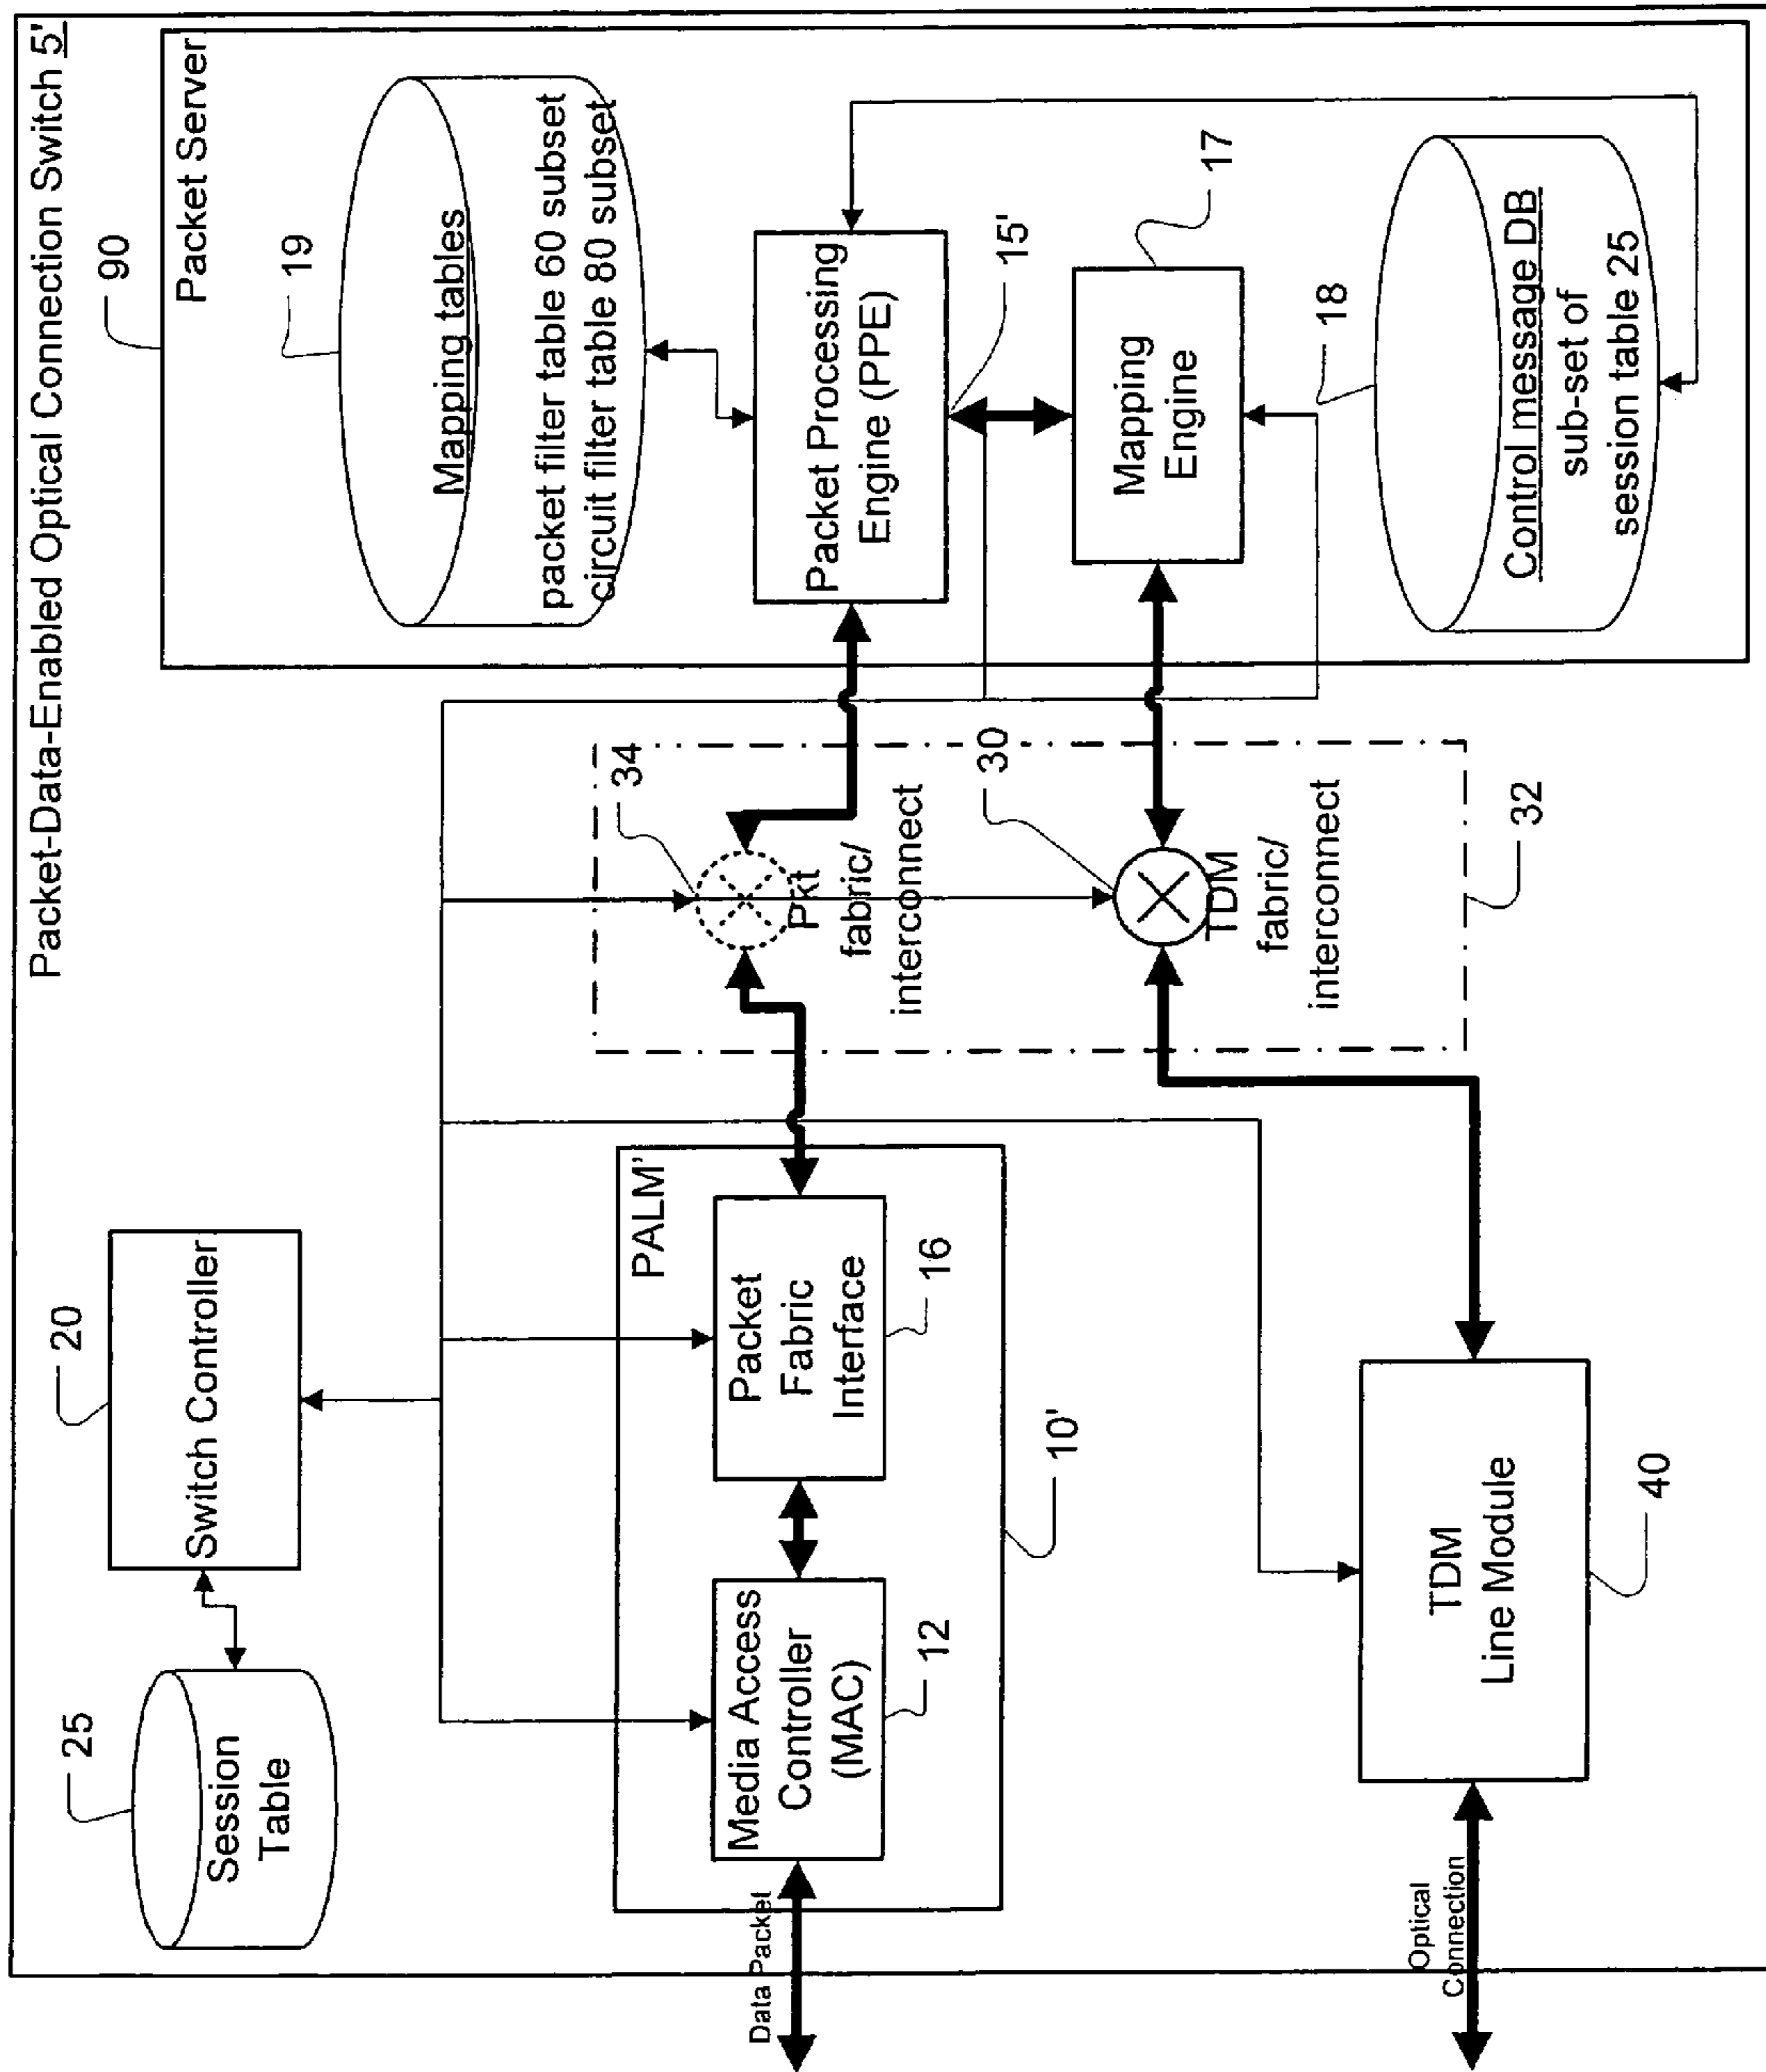 Packet-Data-Enabled Optical Connection Switch 5'
25
Session
Table
20
Switch Controller
90
Packet Server
19
Mapping tables
packet filter table 60 subset
circuit filter table 80 subset
PALM'
Media Access
Controller
(MAC)
12
Packet
Fabric
Interface
16
10'
Data Packet
34
Pkt
fabric/
interconnect
30
TDM
fabric/
interconnect
32
Packet Processing
Engine (PPE)
15'
Mapping
Engine
17
18
Control message DB
sub-set of
session table 25
Optical
Connection
TDM
Line Module
40